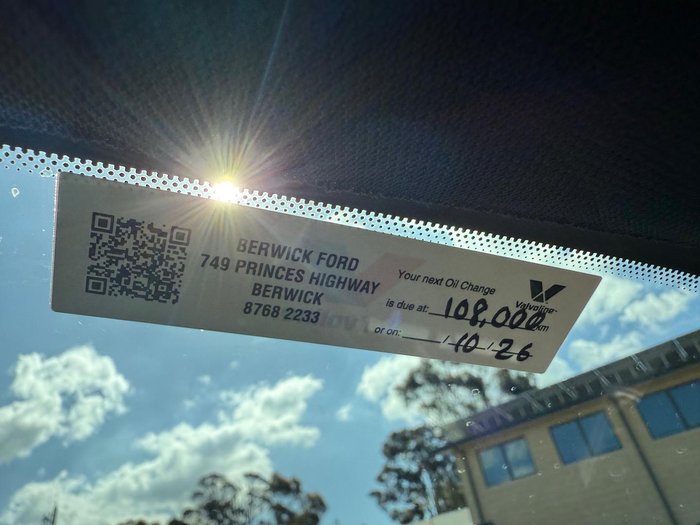 BERWICK FORD
749 PRINCES HIGHWAY
BERWICK
8768 2233
Your next Oil Change
is due at: 108,000 km
or on: / 10 / 26
Valvoline